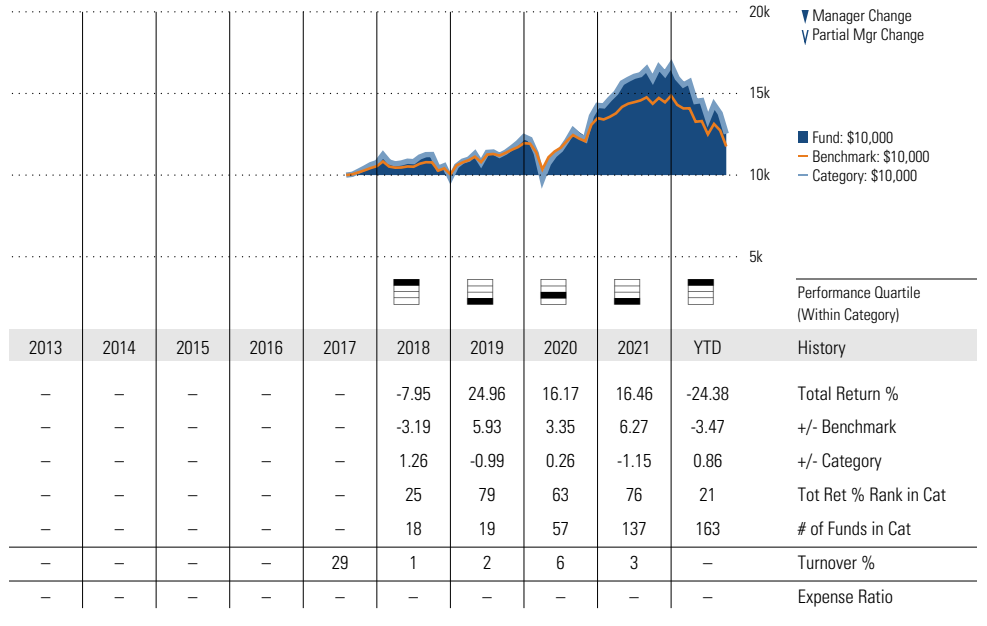 20k
Manager Change
Partial Mgr Change
15k
Fund: $10,000
Benchmark: $10,000
Category: $10,000
10k
5k
Performance Quartile
(Within Category)
2013 2014 2015 2016 2017 2018 2019 2020 2021 YTD History
– – – – – -7.95 24.96 16.17 16.46 -24.38 Total Return %
– – – – – -3.19 5.93 3.35 6.27 -3.47 +/- Benchmark
– – – – – 1.26 -0.99 0.26 -1.15 0.86 +/- Category
– – – – – 25 79 63 76 21 Tot Ret % Rank in Cat
– – – – – 18 19 57 137 163 # of Funds in Cat
– – – – 29 1 2 6 3 – Turnover %
– – – – – – – – – – Expense Ratio